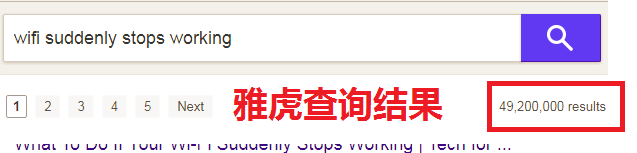 wifi suddenly stops working
1 2 3 4 5 Next 雅虎查询结果 49,200,000 results
What To Do If Your Wi-Fi Suddenly Stops Working | Tech for ...